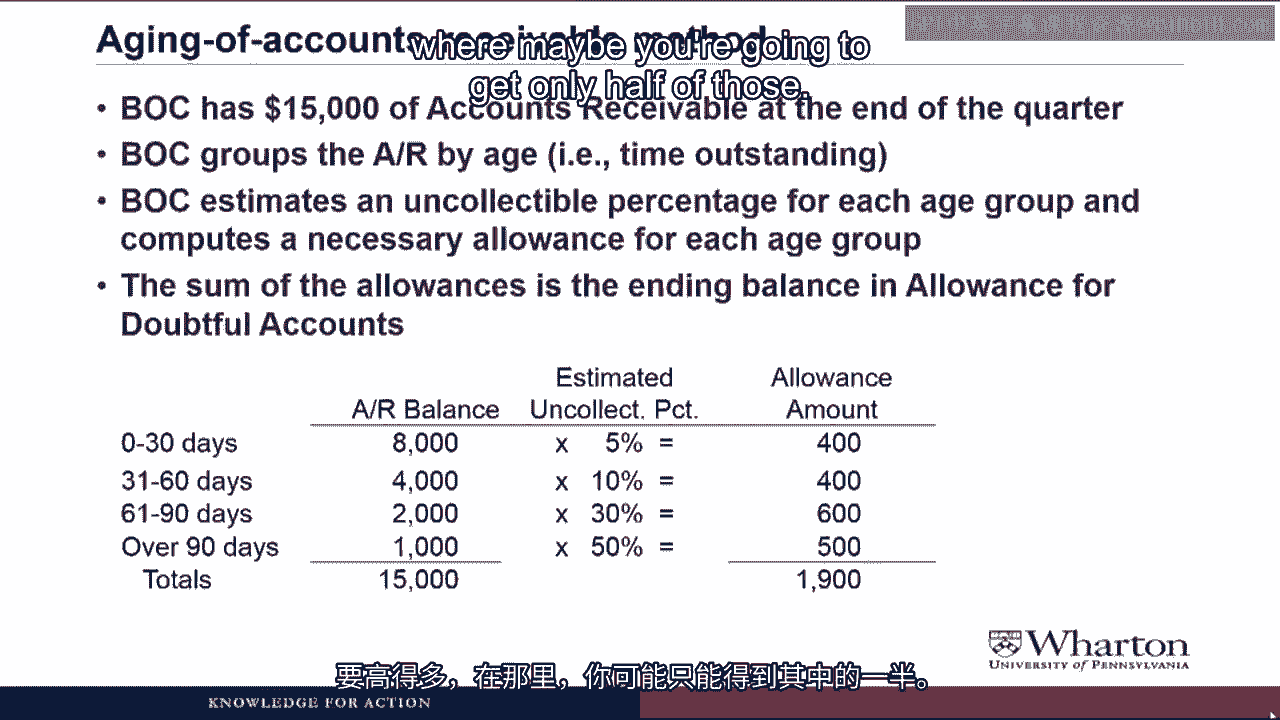 Aging-of-accounts-receivable method
where maybe you're going to
get only half of those.
• BOC has $15,000 of Accounts Receivable at the end of the quarter
• BOC groups the A/R by age (i.e., time outstanding)
• BOC estimates an uncollectible percentage for each age group and
computes a necessary allowance for each age group
• The sum of the allowances is the ending balance in Allowance for
Doubtful Accounts
Estimated Allowance
A/R Balance Uncollect. Pct. Amount
0-30 days 8,000 x 5% = 400
31-60 days 4,000 x 10% = 400
61-90 days 2,000 x 30% = 600
Over 90 days 1,000 x 50% = 500
Totals 15,000 1,900
Wharton
UNIVERSITY of PENNSYLVANIA
要高得多，在那里，你可能只能得到其中的一半。
KNOWLEDGE FOR ACTION